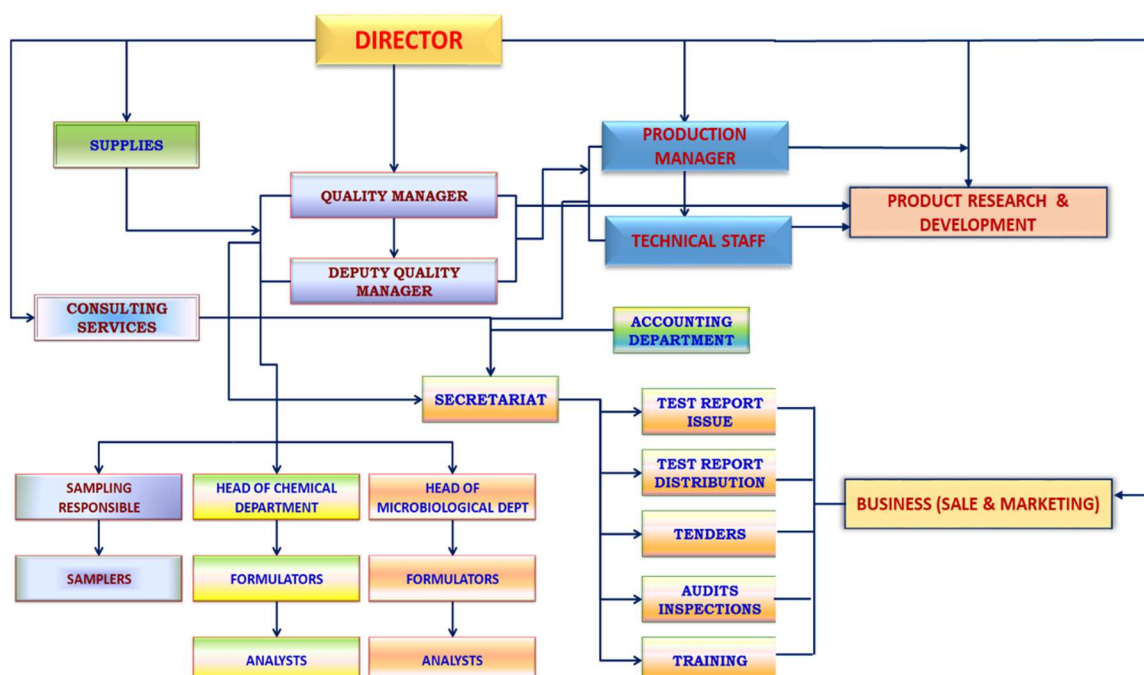 DIRECTOR
SUPPLIES
PRODUCTION
MANAGER
QUALITY MANAGER
PRODUCT RESEARCH &
DEVELOPMENT
TECHNICAL STAFF
DEPUTY QUALITY
MANAGER
CONSULTING
SERVICES
ACCOUNTING
DEPARTMENT
SECRETARIAT
TEST REPORT
ISSUE
TEST REPORT
DISTRIBUTION
TENDERS
AUDITS
INSPECTIONS
TRAINING
BUSINESS (SALE & MARKETING)
SAMPLING
RESPONSIBLE
HEAD OF CHEMICAL
DEPARTMENT
HEAD OF
MICROBIOLOGICAL DEPT
SAMPLERS
FORMULATORS
FORMULATORS
ANALYSTS
ANALYSTS